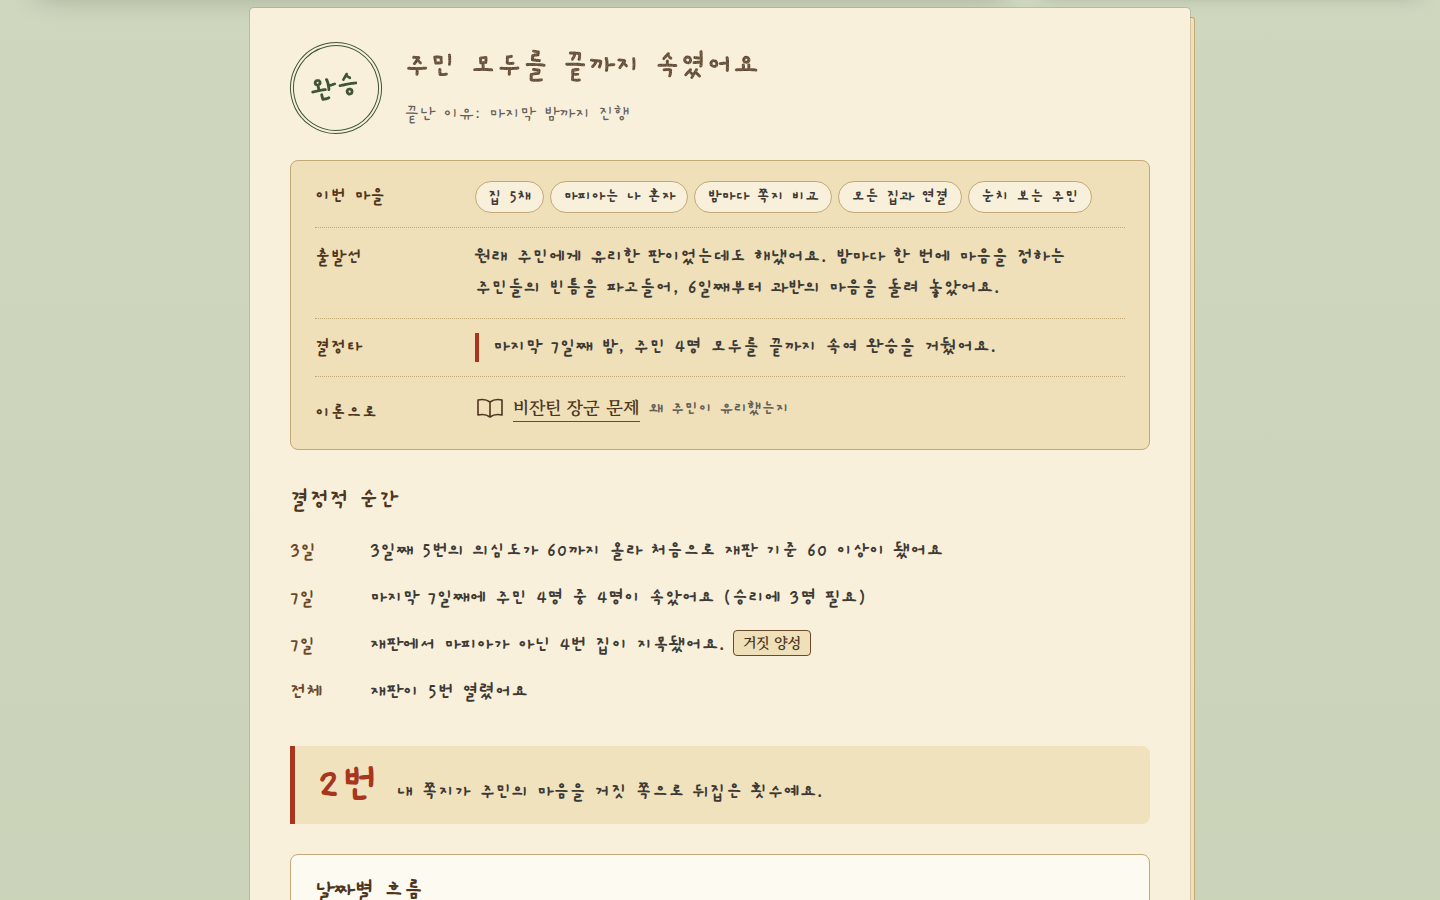 완승
주민 모두를 끝까지 속였어요
끝난 이유: 마지막 밤까지 진행
이번 마을
집 5채
마피아는 나 혼자
밤마다 쪽지 비교
모든 집과 연결
눈치 보는 주민
출발선
원래 주민에게 유리한 판이었는데도 해냈어요. 밤마다 한 번에 마음을 정하는
주민들의 빈틈을 파고들어, 6일째부터 과반의 마음을 돌려 놓았어요.
결정타
마지막 7일째 밤, 주민 4명 모두를 끝까지 속여 완승을 거뒀어요.
이론으로
비잔틴 장군 문제 왜 주민이 유리했는지
결정적 순간
3일 3일째 5번의 의심도가 60까지 올라 처음으로 재판 기준 60 이상이 됐어요
7일 마지막 7일째에 주민 4명 중 4명이 속았어요 (승리에 3명 필요)
7일 재판에서 마피아가 아닌 4번 집이 지목됐어요. 거짓 양성
전체 재판이 5번 열렸어요
2번 내 쪽지가 주민의 마음을 거짓 쪽으로 뒤집은 횟수예요.
날짜별 흐름